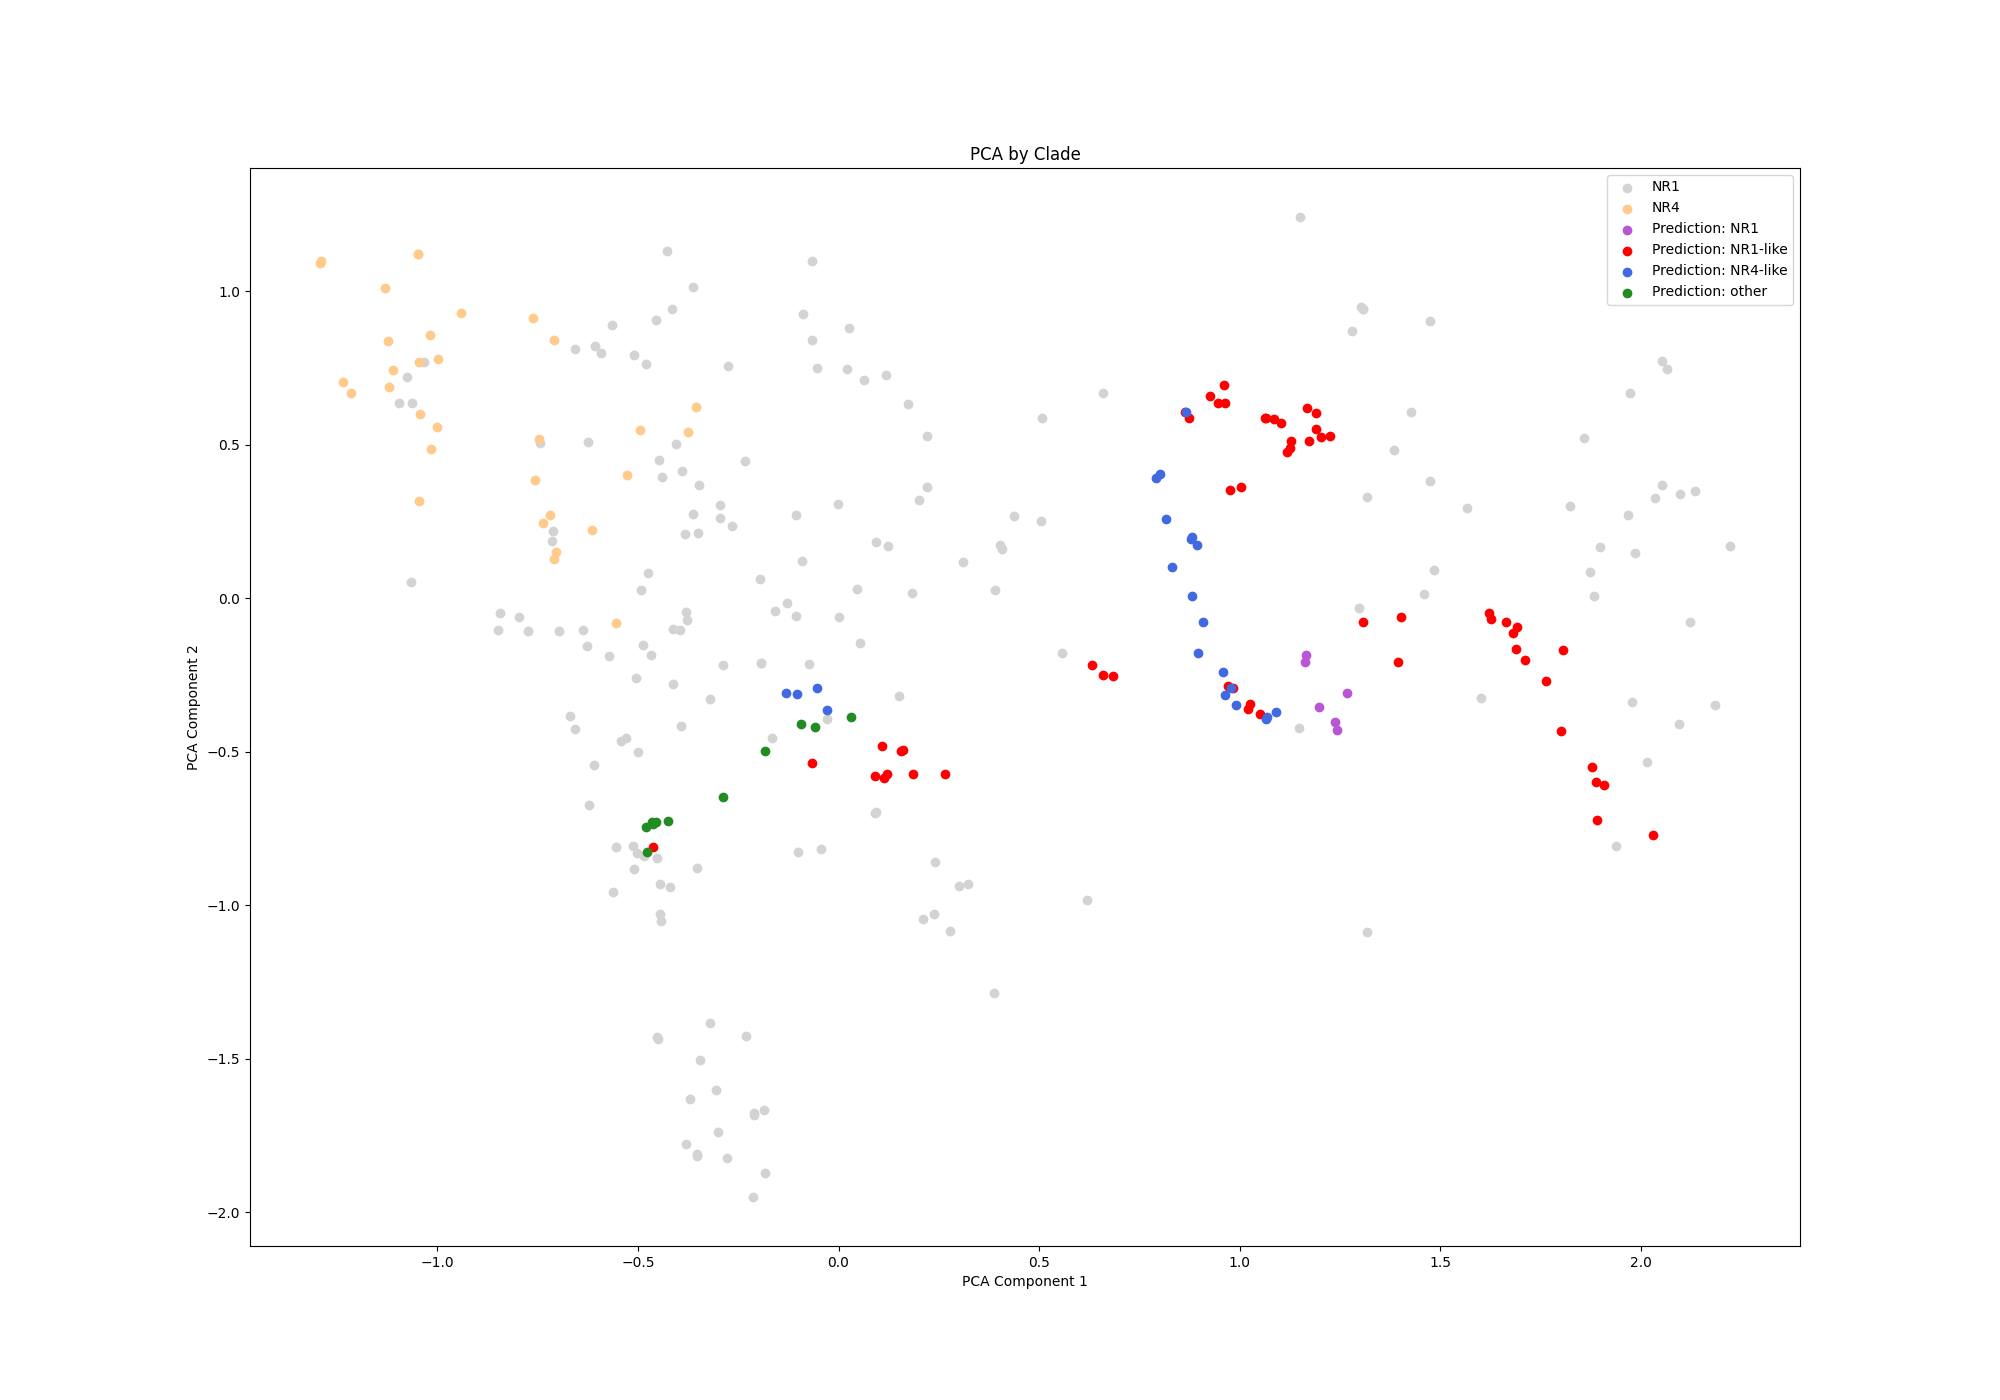 PCA by Clade
NR1
NR4
Prediction: NR1
Prediction: NR1-like
Prediction: NR4-like
Prediction: other
1.0
0.5
0.0
−0.5
−1.0
−1.5
−2.0
PCA Component 2
−1.0
−0.5
0.0
0.5
1.0
1.5
2.0
PCA Component 1